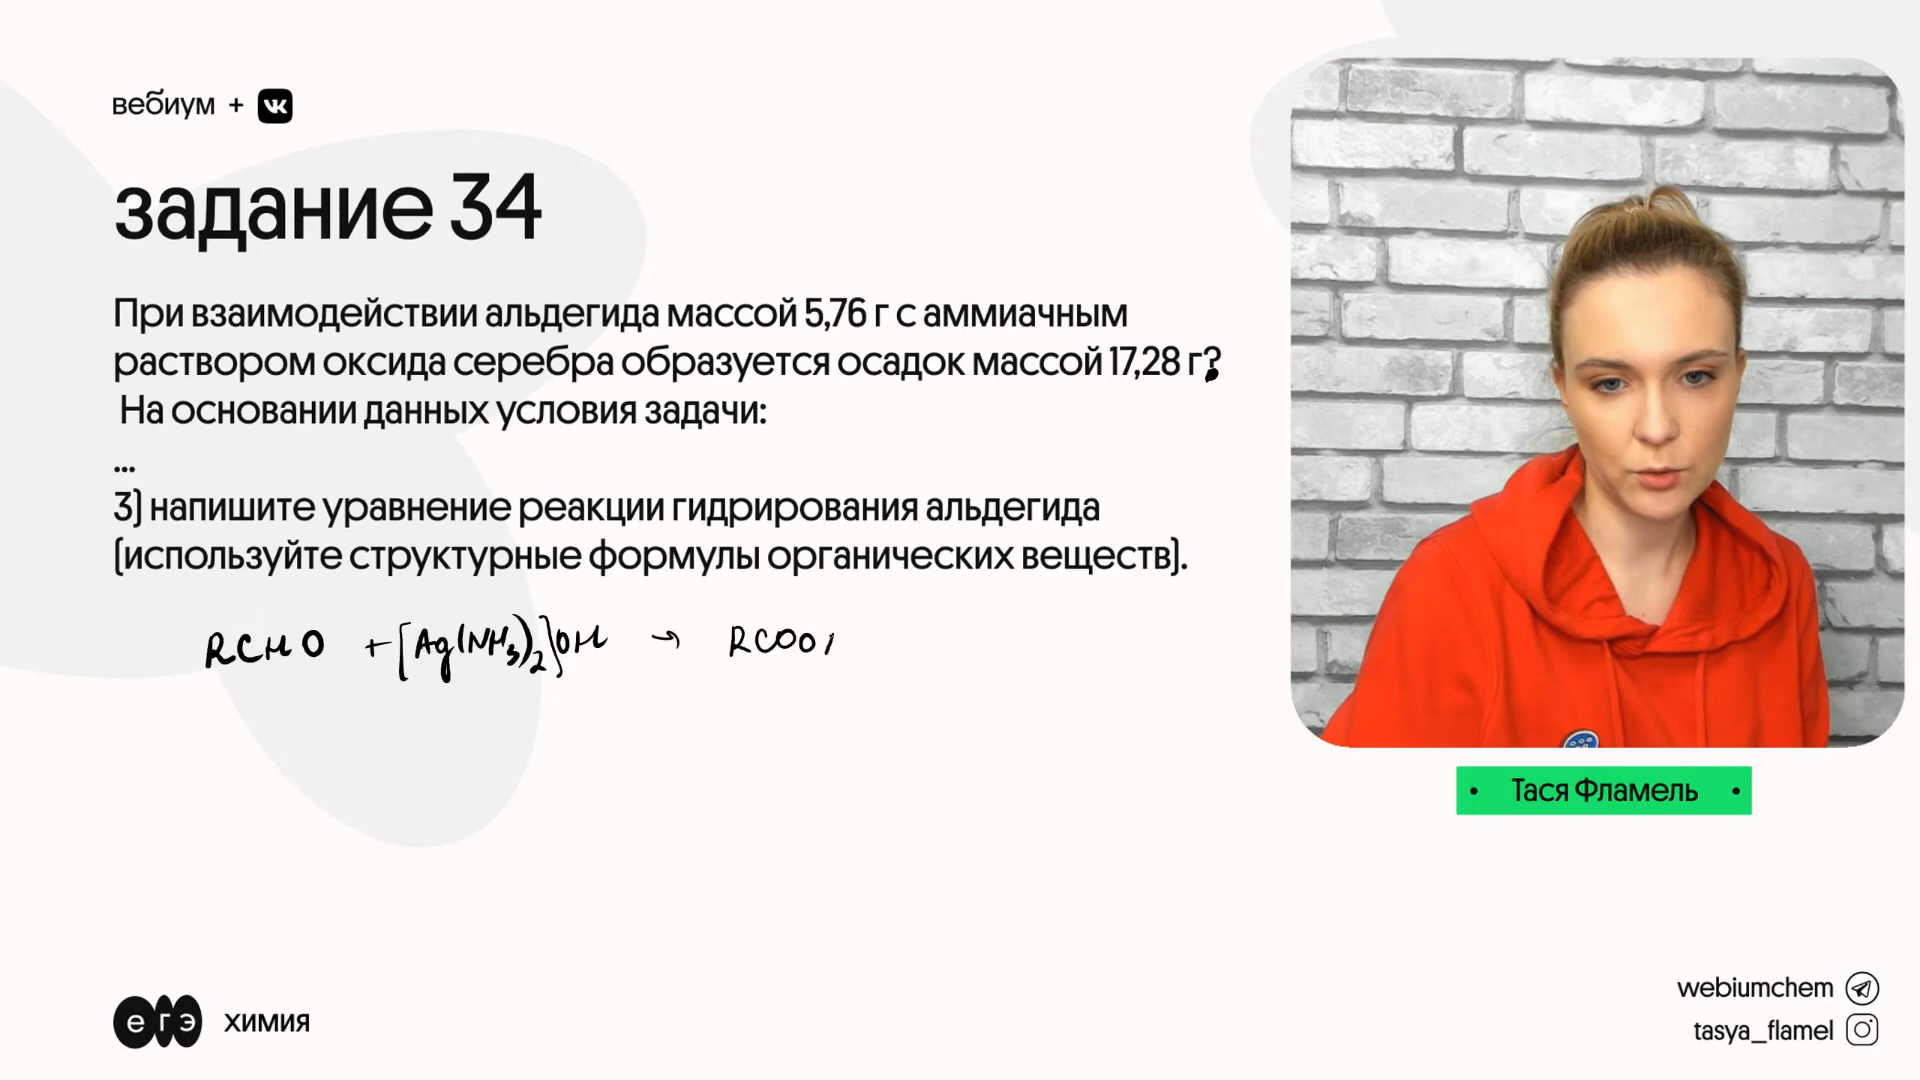 вебиум +
задание 34
При взаимодействии альдегида массой 5,76 г с аммиачным
раствором оксида серебра образуется осадок массой 17,28 г?
На основании данных условия задачи:
...
3) напишите уравнение реакции гидрирования альдегида
(используйте структурные формулы органических веществ).
RCHO + [Ag(NH₃)₂]OH → RCOO
• Тася Фламель •
webiumchem
tasya_flamel
егэ химия